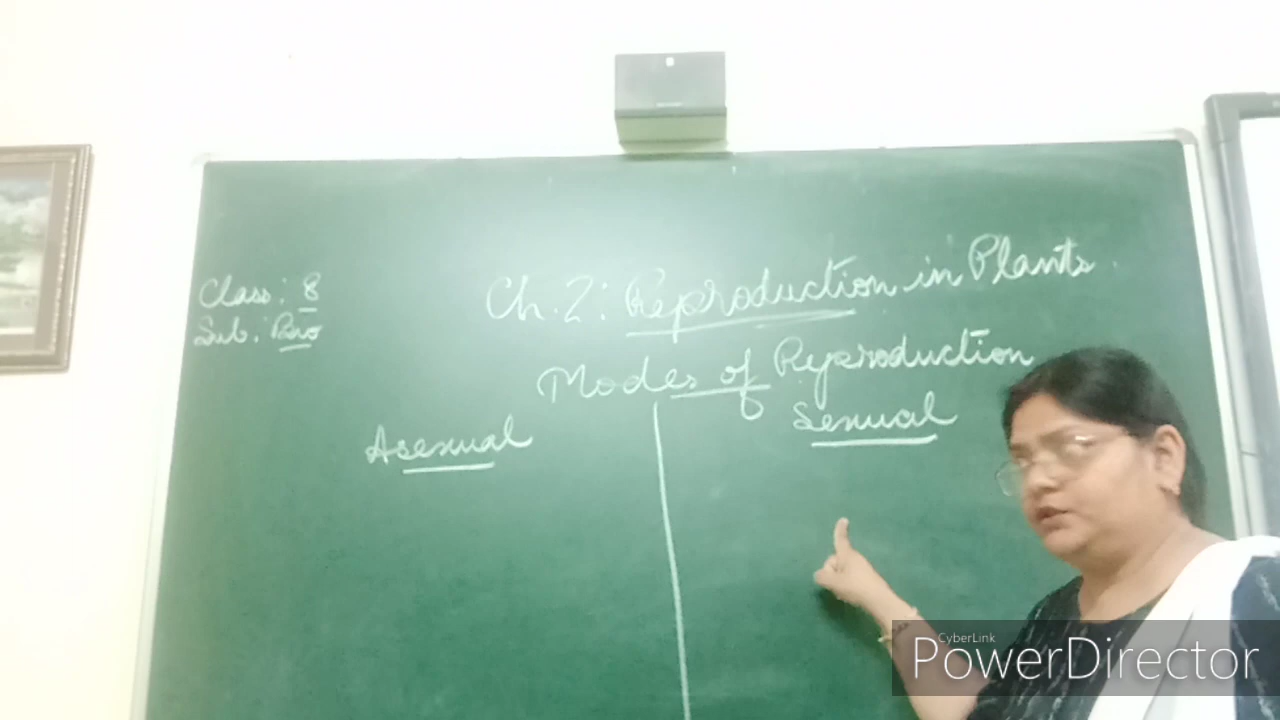 Class: 8
Sub.: Bio
Ch.2: Reproduction in Plants.
Modes of Reproduction
Asexual
Sexual
CyberLink
PowerDirector